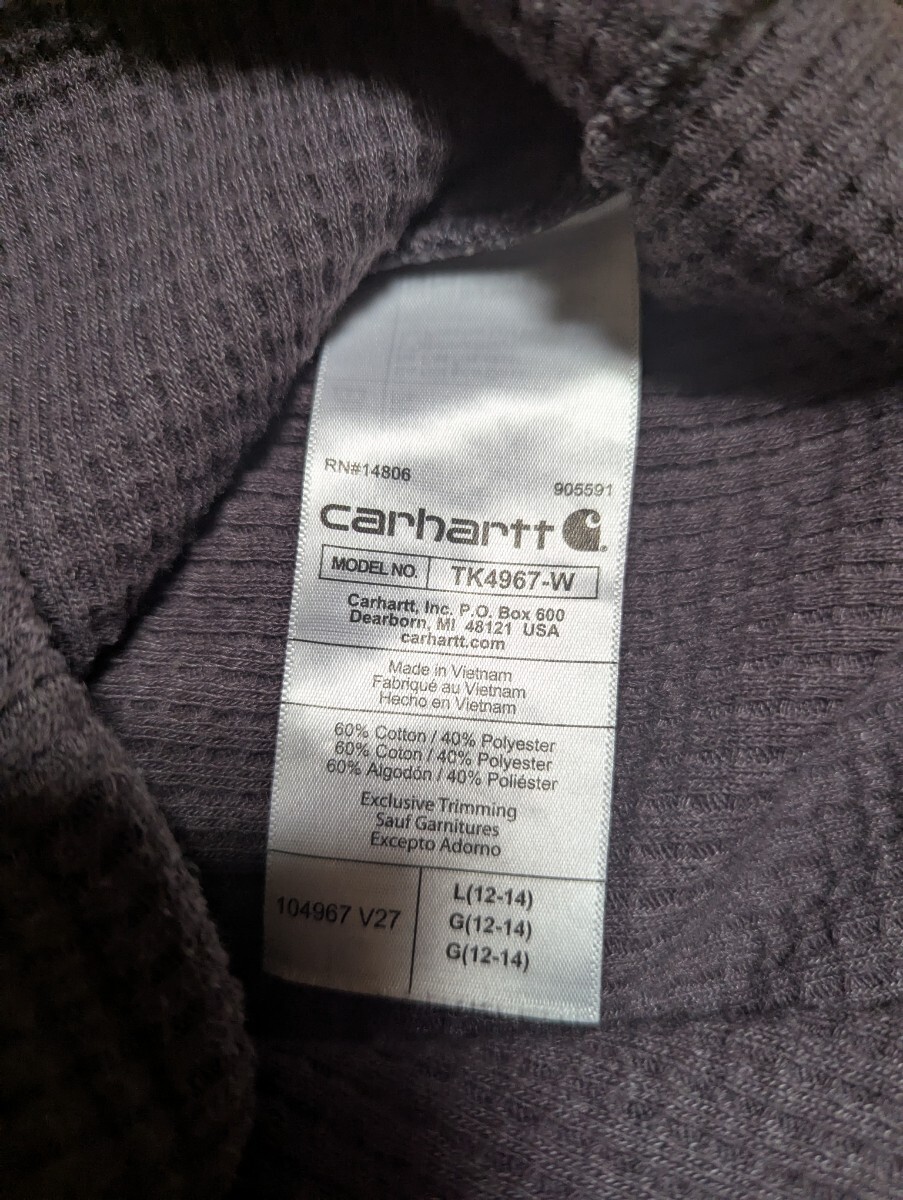 RN#14806
905591
carhartt
MODEL NO. TK4967-W
Carhartt, Inc. P.O. Box 600
Dearborn, MI 48121 USA
carhartt.com
Made in Vietnam
Fabriqué au Vietnam
Hecho en Vietnam
60% Cotton / 40% Polyester
60% Coton / 40% Polyester
60% Algodón / 40% Poliéster
Exclusive Trimming
Sauf Garnitures
Excepto Adorno
104967 V27
L(12-14)
G(12-14)
G(12-14)